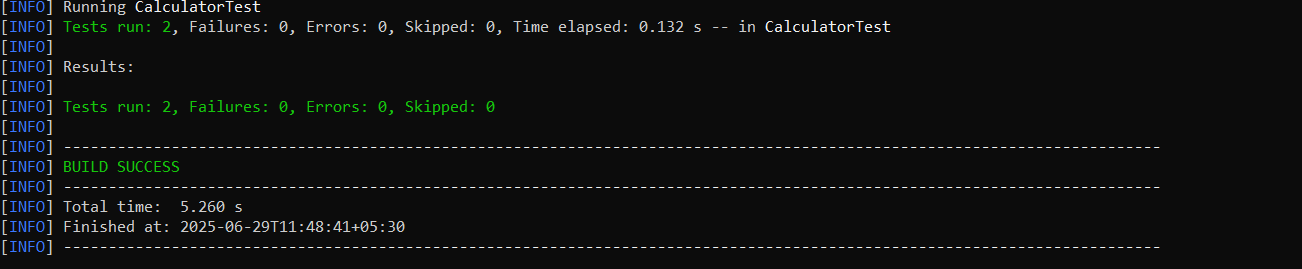 [INFO] Running CalculatorTest
[INFO] Tests run: 2, Failures: 0, Errors: 0, Skipped: 0, Time elapsed: 0.132 s -- in CalculatorTest
[INFO]
[INFO] Results:
[INFO]
[INFO] Tests run: 2, Failures: 0, Errors: 0, Skipped: 0
[INFO]
[INFO] --------------------------------------------------------------------------------------------------------------------------
[INFO] BUILD SUCCESS
[INFO] --------------------------------------------------------------------------------------------------------------------------
[INFO] Total time:  5.260 s
[INFO] Finished at: 2025-06-29T11:48:41+05:30
[INFO] --------------------------------------------------------------------------------------------------------------------------